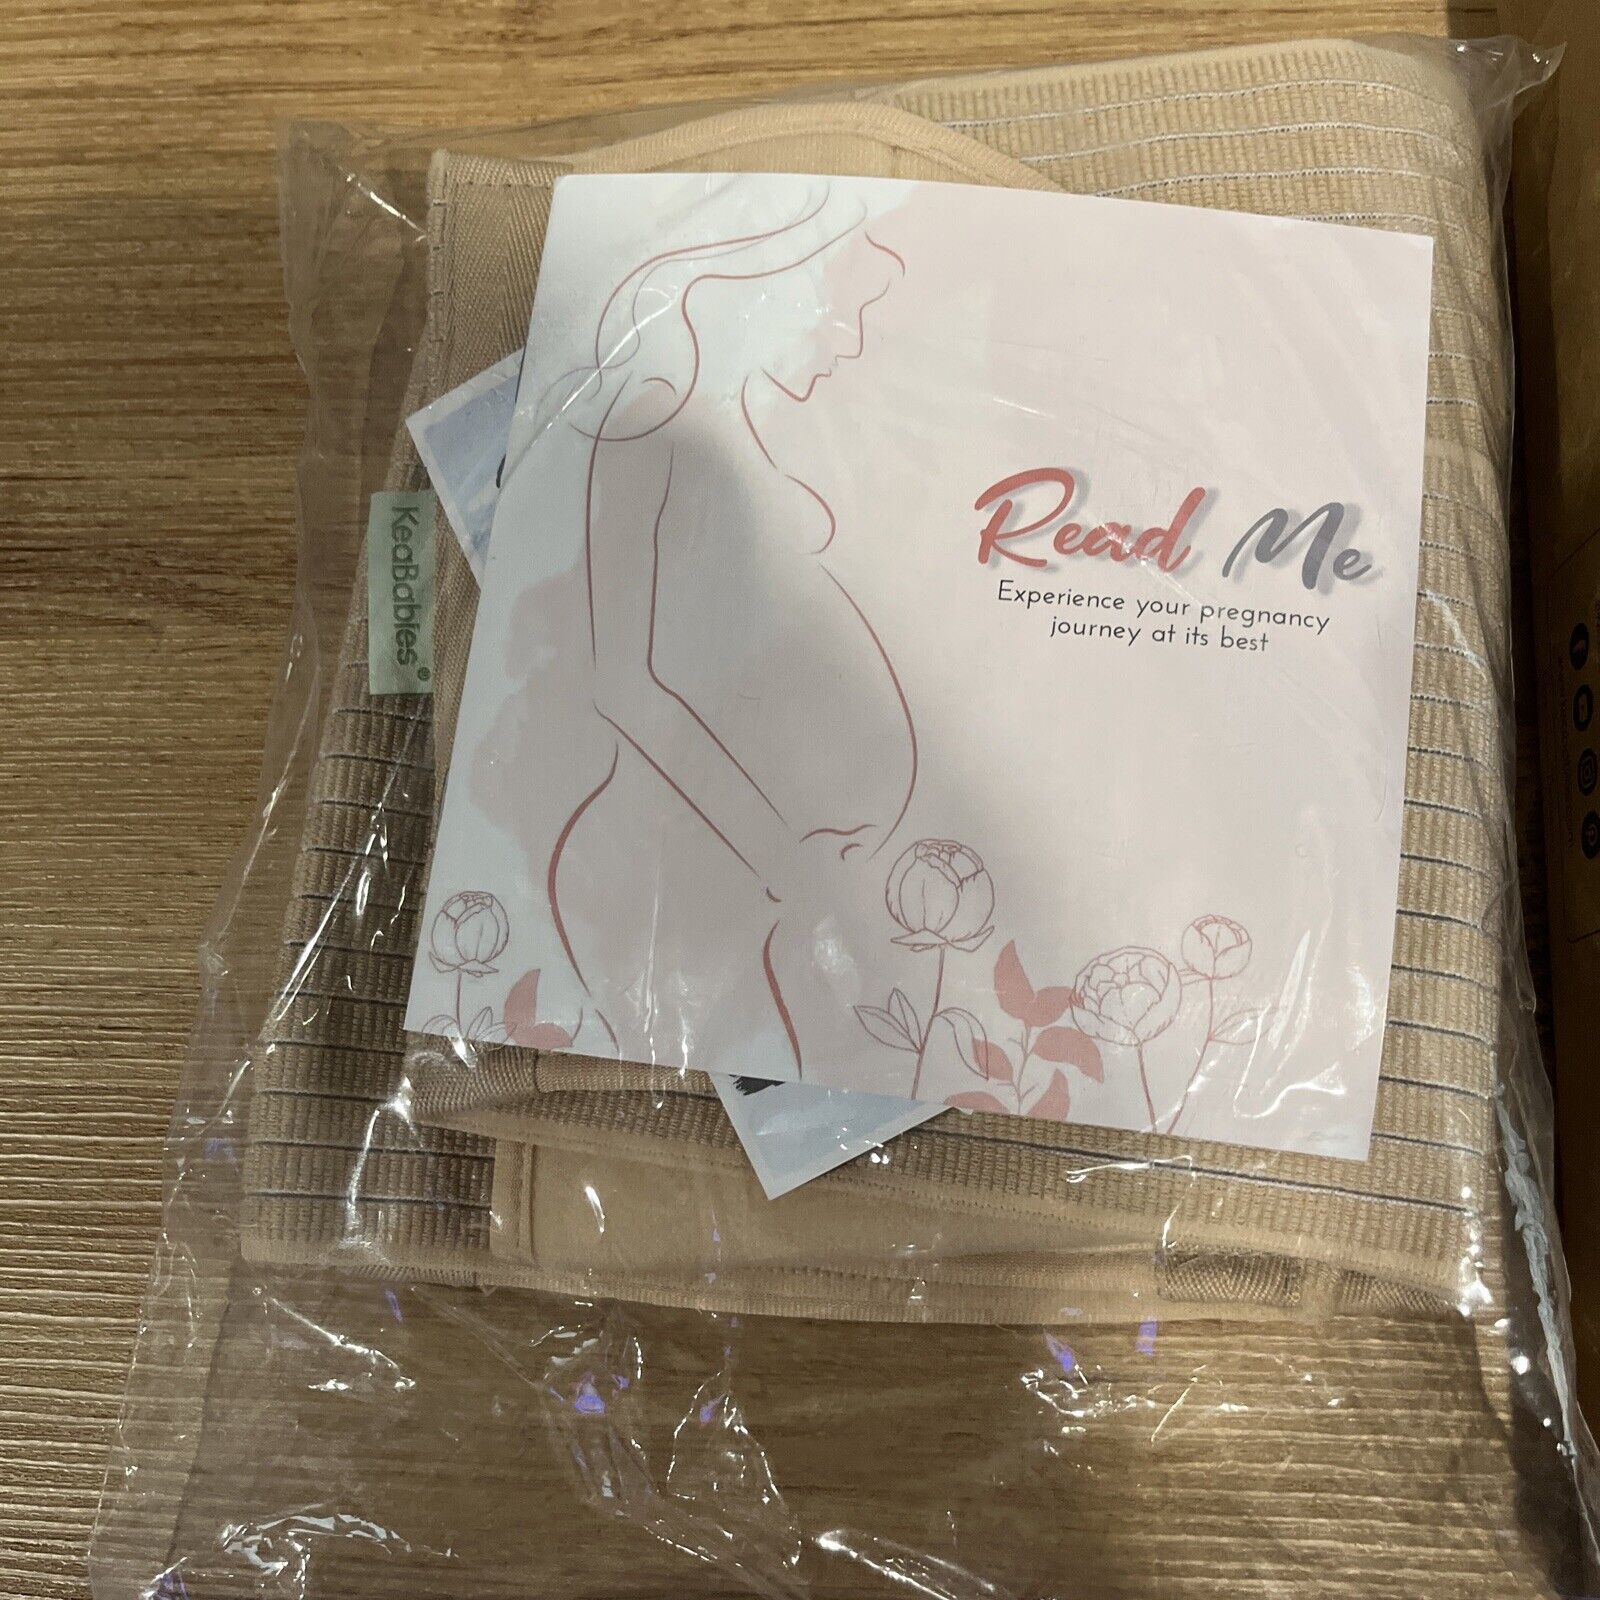 KeaBabies®
Read Me
Experience your pregnancy
journey at its best